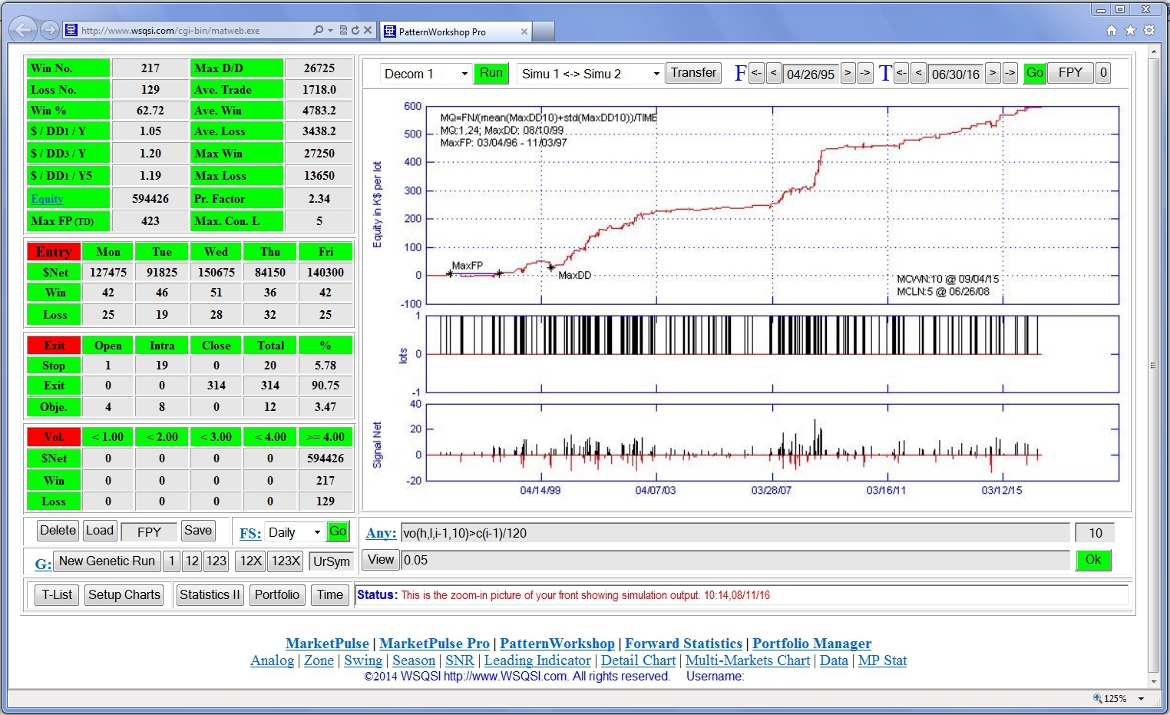 http://www.wsqsi.com/cgi-bin/matweb.exe
PatternWorkshop Pro
Win No. 217 Max D/D 26725
Loss No. 129 Ave. Trade 1718.0
Win % 62.72 Ave. Win 4783.2
$ / DD1 / Y 1.05 Ave. Loss 3438.2
$ / DD3 / Y 1.20 Max Win 27250
$ / DD1 / Y5 1.19 Max Loss 13650
Equity 594426 Pr. Factor 2.34
Max FP (TD) 423 Max. Con. L 5
Entry Mon Tue Wed Thu Fri
$Net 127475 91825 150675 84150 140300
Win 42 46 51 36 42
Loss 25 19 28 32 25
Exit Open Intra Close Total %
Stop 1 19 0 20 5.78
Exit 0 0 314 314 90.75
Obje. 4 8 0 12 3.47
Vol. < 1.00 < 2.00 < 3.00 < 4.00 >= 4.00
$Net 0 0 0 0 594426
Win 0 0 0 0 217
Loss 0 0 0 0 129
Delete Load FPY Save FS: Daily Go
G: New Genetic Run 1 12 123 12X 123X UrSym
T-List Setup Charts Statistics II Portfolio Time
Decom 1 Run Simu 1 <-> Simu 2 Transfer F <- < 04/26/95 > -> T <- < 06/30/16 > -> Go FPY 0
MQ=FN/(mean(MaxDD10)+std(MaxDD10))/TIME
MQ:1.24; MaxDD: 08/10/99
MaxFP: 03/04/96 - 11/03/97
Equity in K$ per lot
600
500
400
300
200
100
0
-100
MaxFP
MaxDD
MCWN:10 @ 09/04/15
MCLN:5 @ 06/26/08
lots
1
0
-1
Signal Net
40
20
0
-20
04/14/99 04/07/03 03/28/07 03/16/11 03/12/15
Any: vo(h,l,i-1,10)>c(i-1)/120 10
View 0.05 Ok
Status: This is the zoom-in picture of your front showing simulation output. 10:14,08/11/16
MarketPulse | MarketPulse Pro | PatternWorkshop | Forward Statistics | Portfolio Manager
Analog | Zone | Swing | Season | SNR | Leading Indicator | Detail Chart | Multi-Markets Chart | Data | MP Stat
©2014 WSQSI http://www.WSQSI.com. All rights reserved. Username:
125%